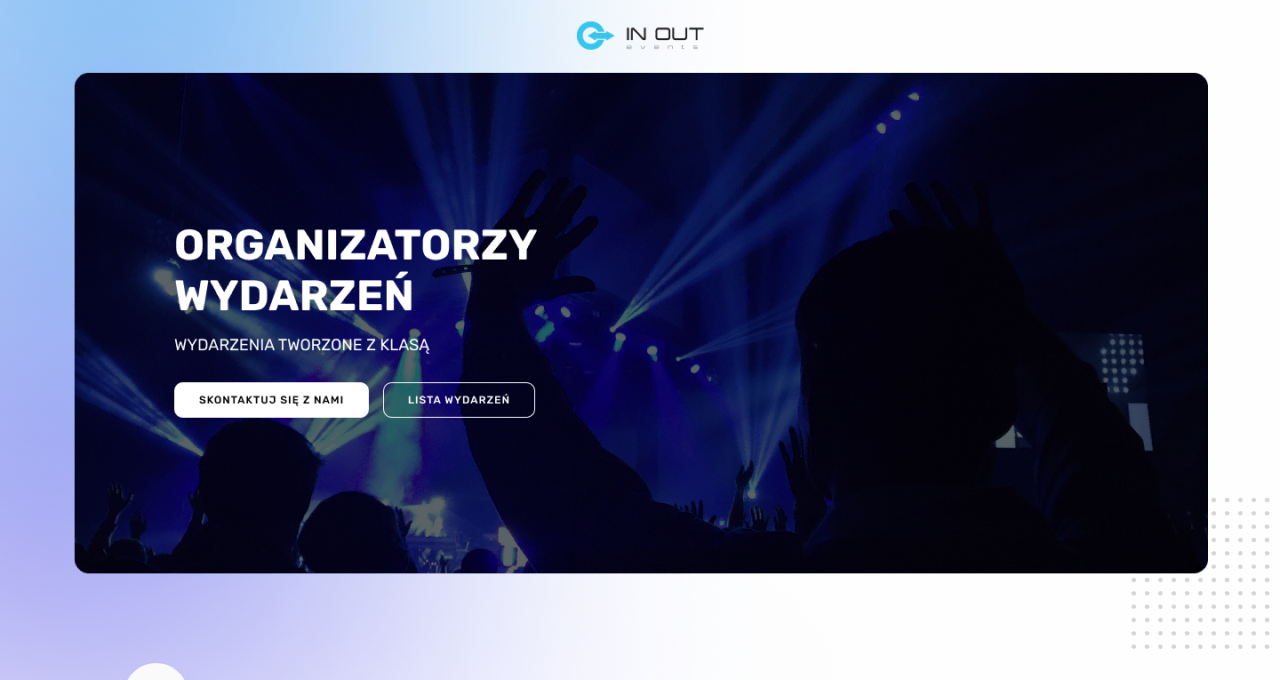 IN OUT
events
ORGANIZATORZY
WYDARZEŃ
WYDARZENIA TWORZONE Z KLASĄ
SKONTAKTUJ SIĘ Z NAMI
LISTA WYDARZEŃ